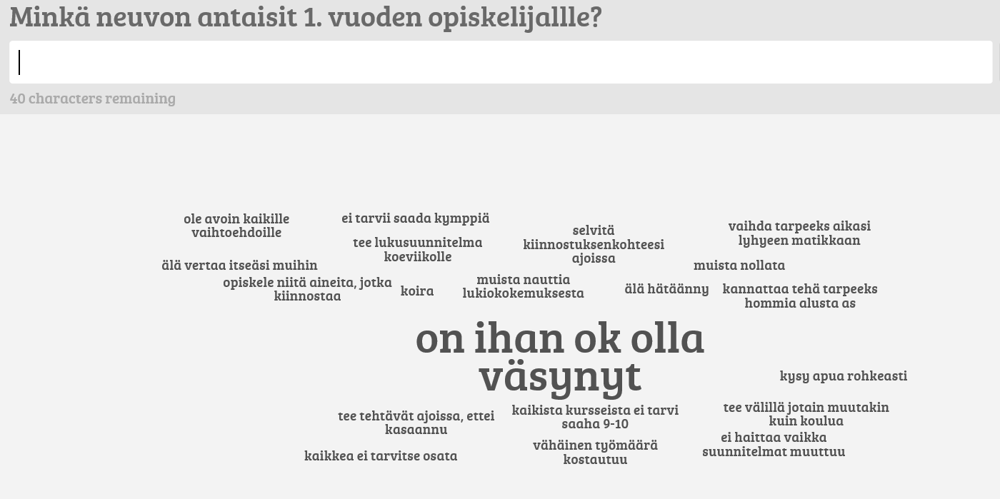 Minkä neuvon antaisit 1. vuoden opiskelijallle?
40 characters remaining
ole avoin kaikille
vaihtoehdoille
ei tarvii saada kymppiä
tee lukusuunnitelma
koeviikolle
selvitä
kiinnostuksenkohteesi
ajoissa
vaihda tarpeeks aikasi
lyhyeen matikkaan
älä vertaa itseäsi muihin
muista nollata
opiskele niitä aineita, jotka
kiinnostaa
koira
muista nauttia
lukiokokemuksesta
älä hätäänny
kannattaa tehä tarpeeks
hommia alusta as
on ihan ok olla
väsynyt
kysy apua rohkeasti
tee tehtävät ajoissa, ettei
kasaannu
kaikista kursseista ei tarvi
saaha 9-10
tee välillä jotain muutakin
kuin koulua
kaikkea ei tarvitse osata
vähäinen työmäärä
kostautuu
ei haittaa vaikka
suunnitelmat muuttuu